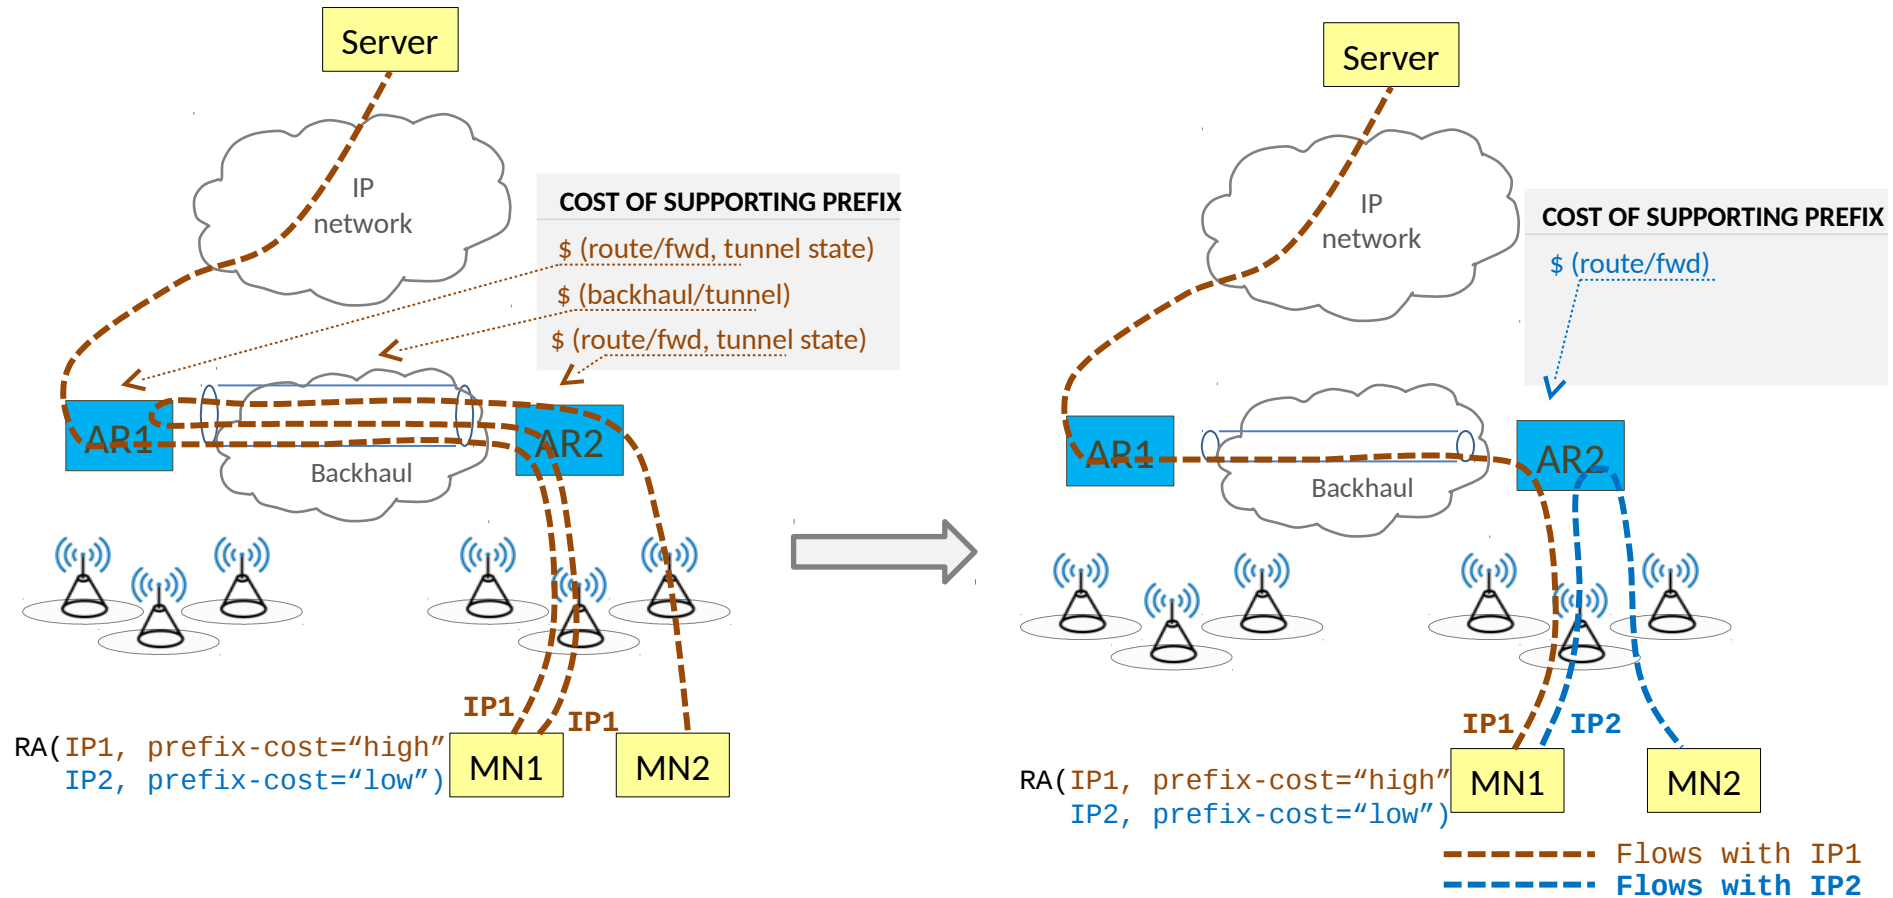 Server
IP
network
COST OF SUPPORTING PREFIX
$ (route/fwd, tunnel state)
$ (backhaul/tunnel)
$ (route/fwd, tunnel state)
AR1
AR2
Backhaul
IP1
IP1
RA(IP1, prefix-cost=“high”
IP2, prefix-cost=“low”)
MN1
MN2
Server
IP
network
COST OF SUPPORTING PREFIX
$ (route/fwd)
AR1
AR2
Backhaul
IP1
IP2
RA(IP1, prefix-cost=“high”
IP2, prefix-cost=“low”)
MN1
MN2
Flows with IP1
Flows with IP2